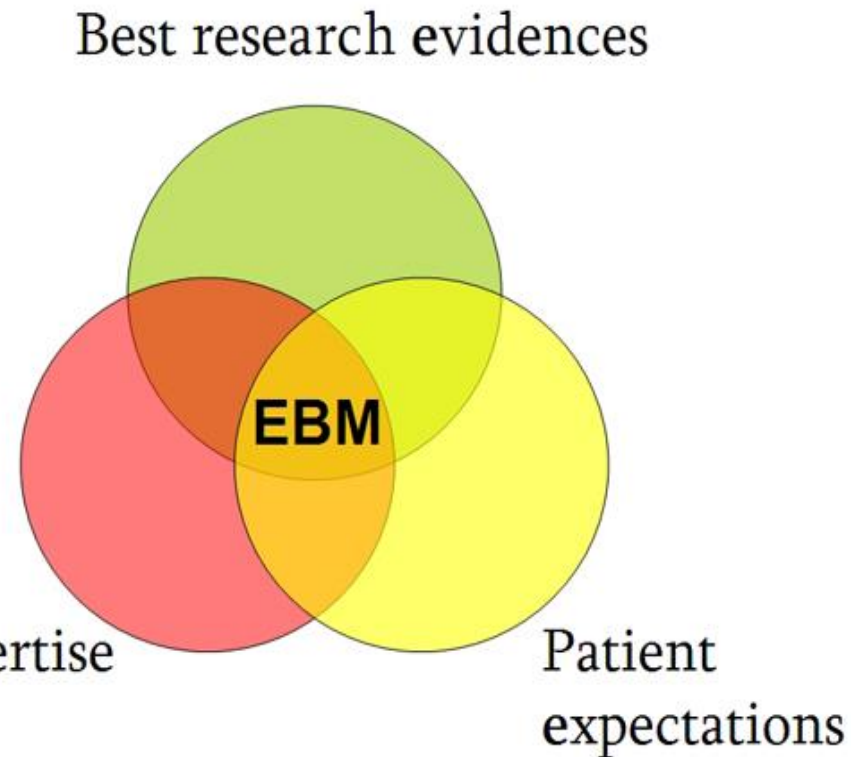 Best research evidences
EBM
ertise
Patient
expectations